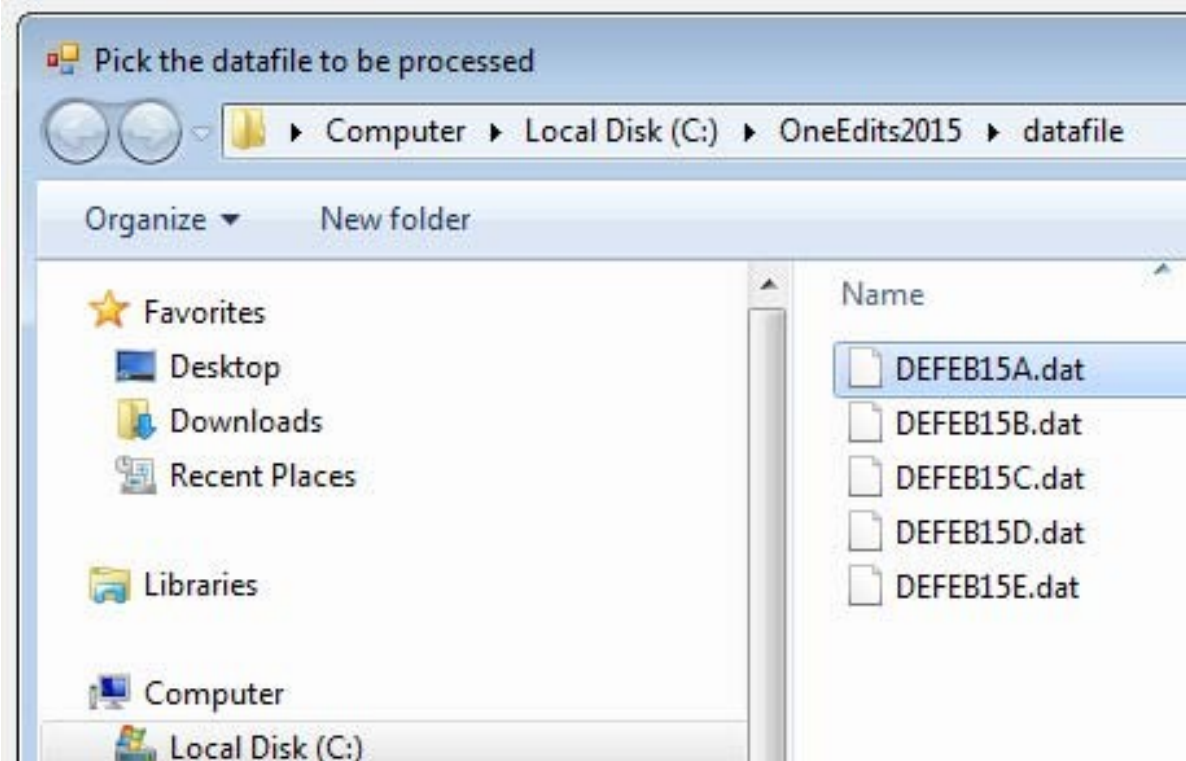 Pick the datafile to be processed
Computer Local Disk (C:) OneEdits2015 datafile
Organize New folder
Favorites
Desktop
Downloads
Recent Places
Libraries
Computer
Local Disk (C:)
Name
DEFEB15A.dat
DEFEB15B.dat
DEFEB15C.dat
DEFEB15D.dat
DEFEB15E.dat